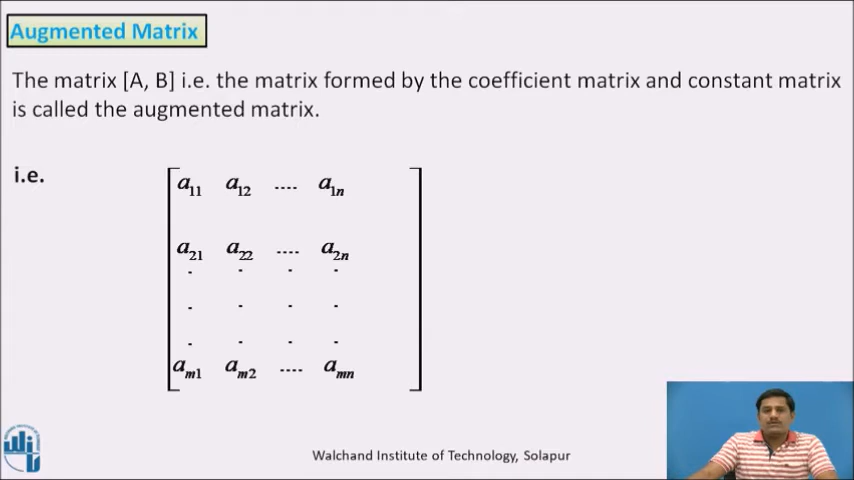 Augmented Matrix
The matrix [A, B] i.e. the matrix formed by the coefficient matrix and constant matrix
is called the augmented matrix.
i.e.
a₁₁ a₁₂ .... a₁ₙ
a₂₁ a₂₂ .... a₂ₙ
. . . .
. . . .
. . . .
aₘ₁ aₘ₂ .... aₘₙ
Walchand Institute of Technology, Solapur